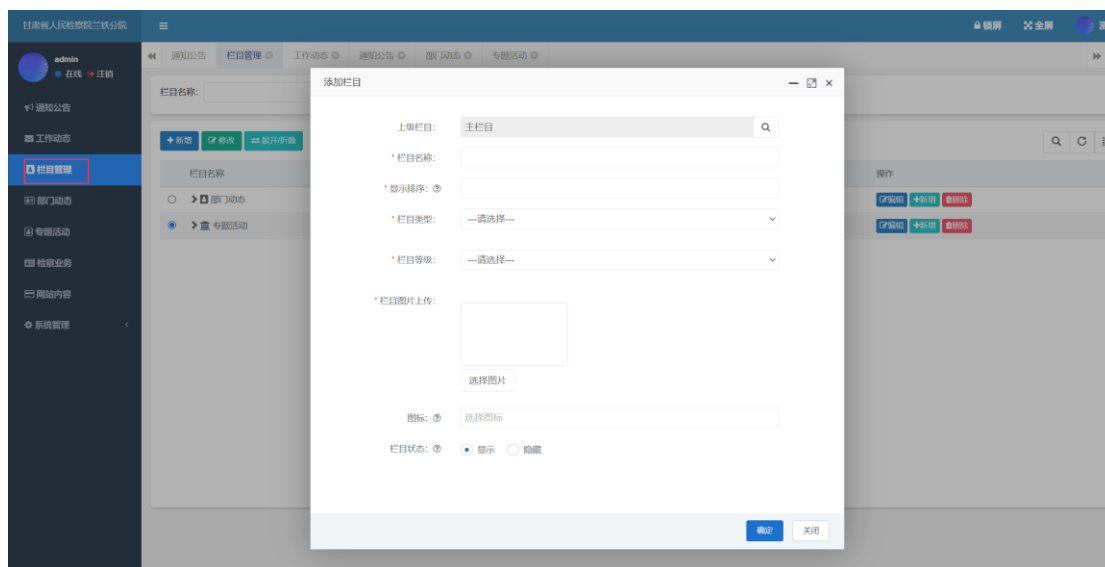 甘肃省人民检察院兰铁分院
锁屏 全屏
admin
在线 注销
通知公告 栏目管理 工作动态 通知公告 部门动态 专题活动
通知公告
工作动态
栏目管理
部门动态
专题活动
检察业务
网站内容
系统管理
栏目名称:
新增 修改 展开/折叠
栏目名称 操作
部门动态 编辑 新增 删除
专题活动 编辑 新增 删除
添加栏目
上级栏目: 主栏目
* 栏目名称:
* 显示排序:
* 栏目类型: ---请选择---
* 栏目等级: ---请选择---
* 栏目图片上传:
选择图片
图标: 选择图标
栏目状态: 显示 隐藏
确定 关闭